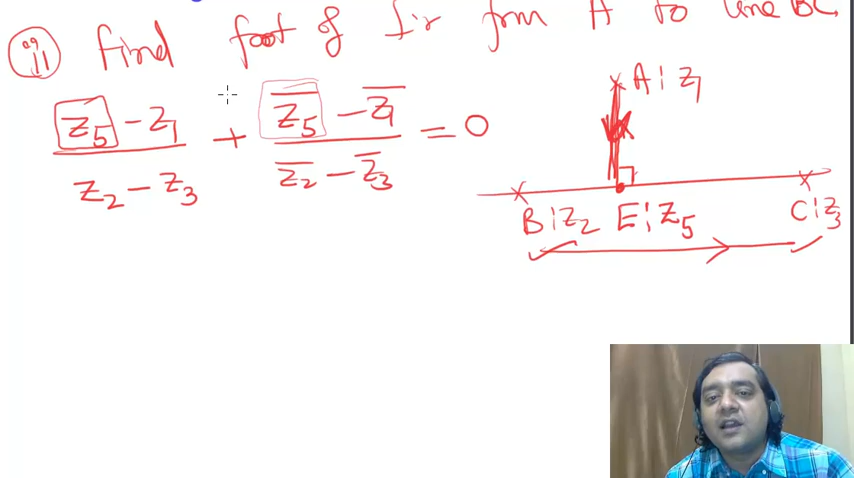 ii Find foot of ⊥r from A to line BC.
z₅ - z₁ / z₂ - z₃ + z̅₅ - z̅₁ / z̅₂ - z̅₃ = 0
A|z₁
B|z₂ E|z₅ C|z₃